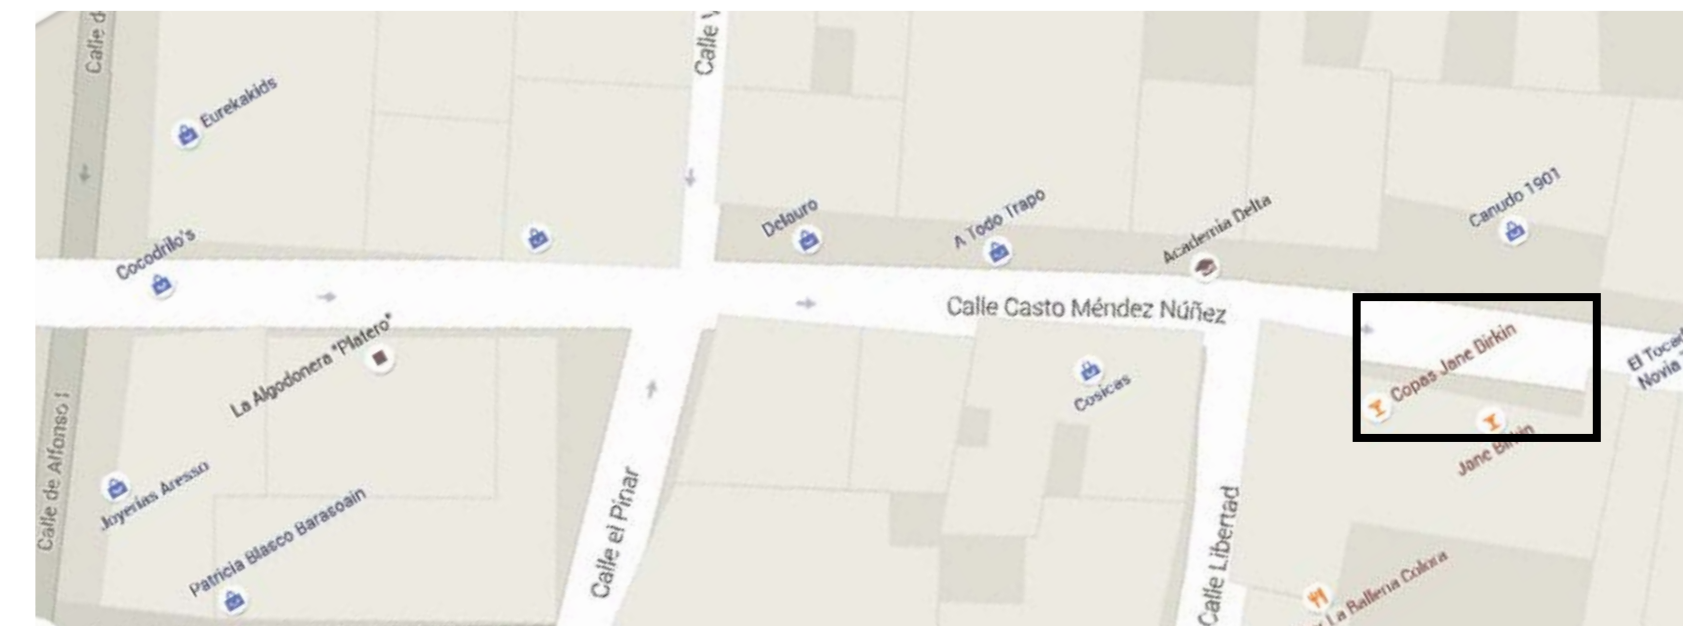 Calle d
Calle V
Eurekakids
Cocodrilo's
Delauro
A Todo Trapo
Academia Delta
Canudo 1901
Calle Casto Méndez Núñez
La Algodonera "Platero"
Copas Jane Birkin
El Tocad
Novia
Cosicas
Jane Birkin
Calle de Alfonso I
Joyerías Aresso
Patricia Blasco Barasoain
Calle el Pinar
Calle Libertad
La Ballena Colora